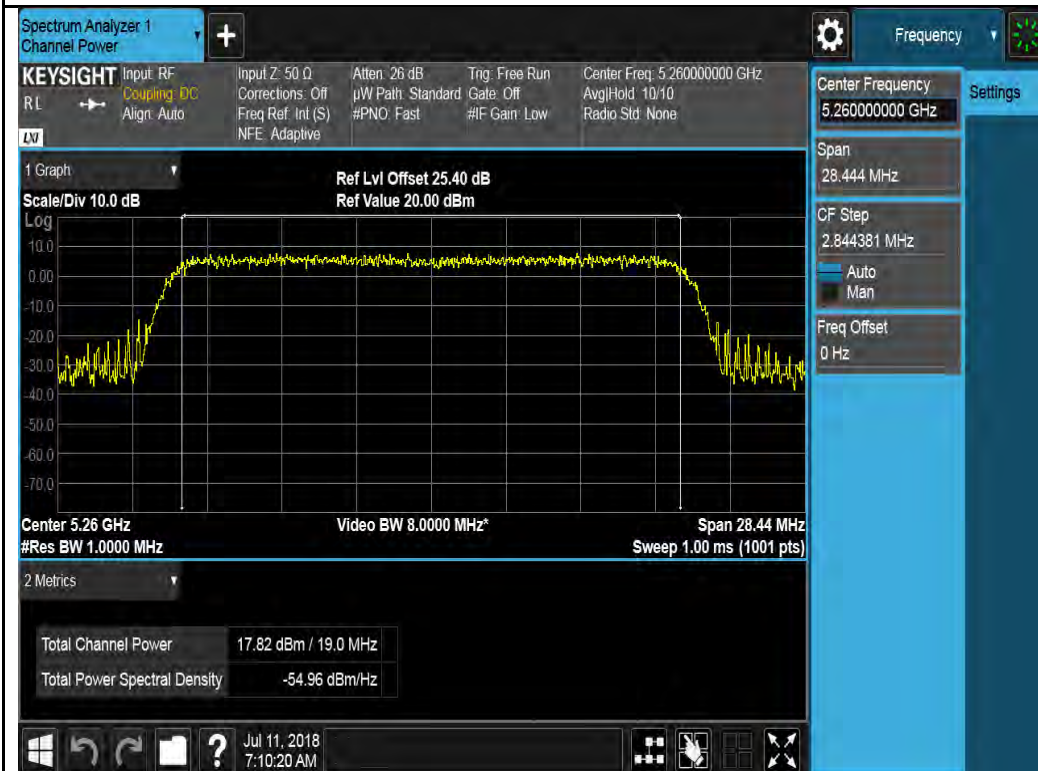 Spectrum Analyzer 1
Channel Power
+
Frequency
KEYSIGHT
R L
LXI
Input: RF
Coupling: DC
Align: Auto
Input Z: 50 Ω
Corrections: Off
Freq Ref: Int (S)
NFE: Adaptive
Atten: 26 dB
µW Path: Standard
#PNO: Fast
Trig: Free Run
Gate: Off
#IF Gain: Low
Center Freq: 5.260000000 GHz
Avg|Hold: 10/10
Radio Std: None
Center Frequency
5.260000000 GHz
Settings
Span
28.444 MHz
CF Step
2.844381 MHz
Auto
Man
Freq Offset
0 Hz
1 Graph
Scale/Div 10.0 dB
Ref Lvl Offset 25.40 dB
Ref Value 20.00 dBm
Log
10.0
0.00
-10.0
-20.0
-30.0
-40.0
-50.0
-60.0
-70.0
Center 5.26 GHz
#Res BW 1.0000 MHz
Video BW 8.0000 MHz*
Span 28.44 MHz
Sweep 1.00 ms (1001 pts)
2 Metrics
Total Channel Power 17.82 dBm / 19.0 MHz
Total Power Spectral Density -54.96 dBm/Hz
?
Jul 11, 2018
7:10:20 AM